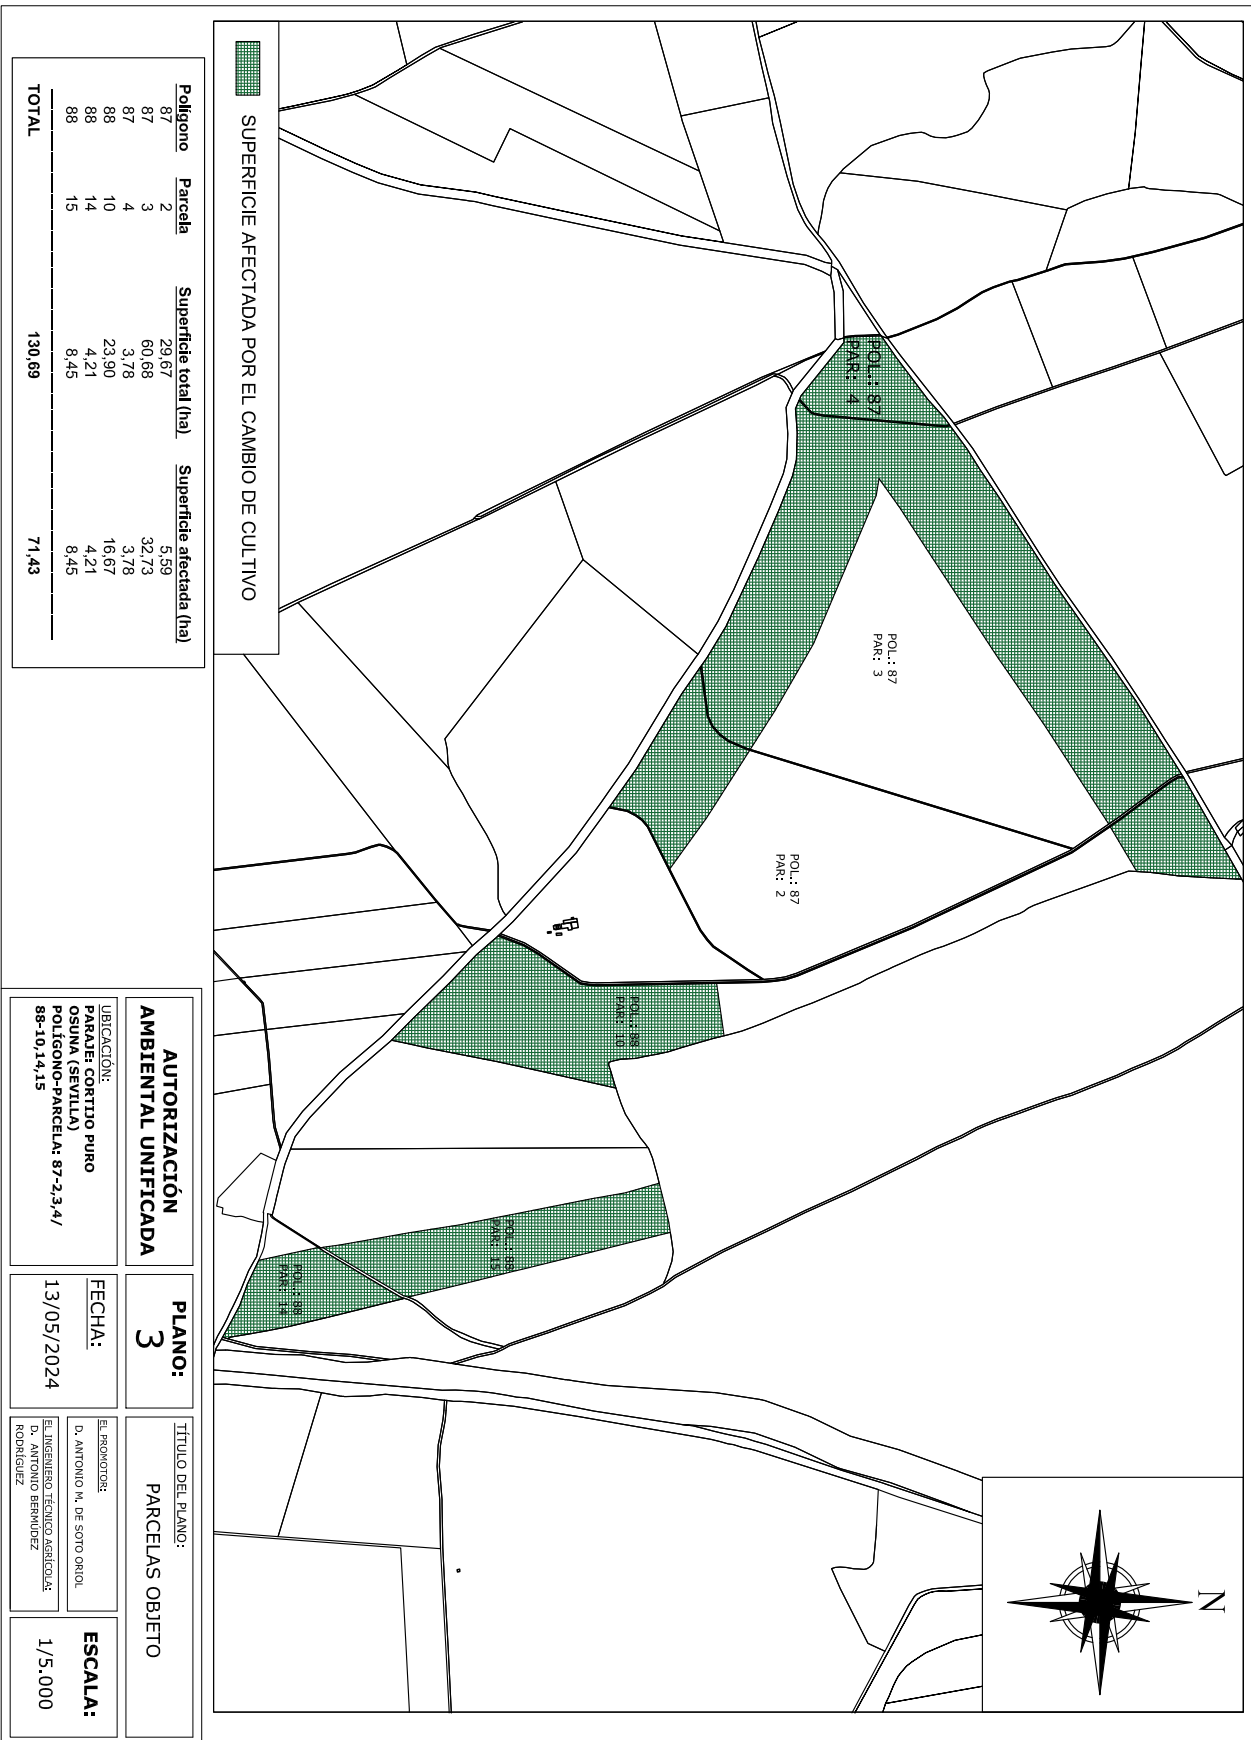 N
POL.: 87
PAR: 4
POL.: 87
PAR: 3
POL.: 87
PAR: 2
POL.: 88
PAR: 10
POL.: 88
PAR: 15
POL.: 88
PAR: 14
SUPERFICIE AFECTADA POR EL CAMBIO DE CULTIVO
Polígono Parcela Superficie total (ha) Superficie afectada (ha)
87 2 29,67 5,59
87 3 60,68 32,73
87 4 3,78 3,78
88 10 23,90 16,67
88 14 4,21 4,21
88 15 8,45 8,45
TOTAL 130,69 71,43
AUTORIZACIÓN
AMBIENTAL UNIFICADA
UBICACIÓN:
PARAJE: CORTIJO PURO
OSUNA (SEVILLA)
POLÍGONO-PARCELA: 87-2,3,4/
88-10,14,15
PLANO:
3
FECHA:
13/05/2024
TÍTULO DEL PLANO:
PARCELAS OBJETO
EL PROMOTOR:
D. ANTONIO M. DE SOTO ORIOL
EL INGENIERO TÉCNICO AGRÍCOLA:
D. ANTONIO BERMÚDEZ
RODRÍGUEZ
ESCALA:
1/5.000